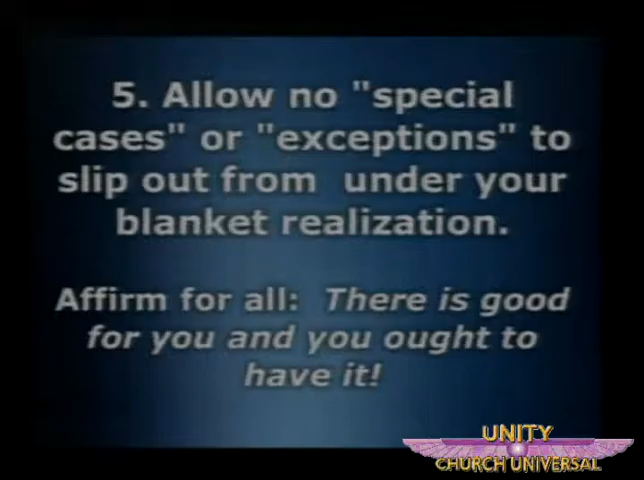 5. Allow no "special
cases" or "exceptions" to
slip out from under your
blanket realization.
Affirm for all: There is good
for you and you ought to
have it!
UNITY
CHURCH UNIVERSAL